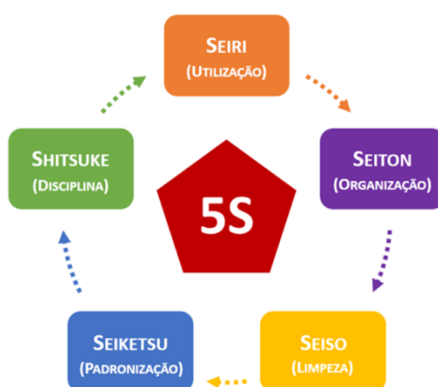 SEIRI
(UTILIZAÇÃO)
SEITON
(ORGANIZAÇÃO)
SEISO
(LIMPEZA)
SEIKETSU
(PADRONIZAÇÃO)
SHITSUKE
(DISCIPLINA)
5S